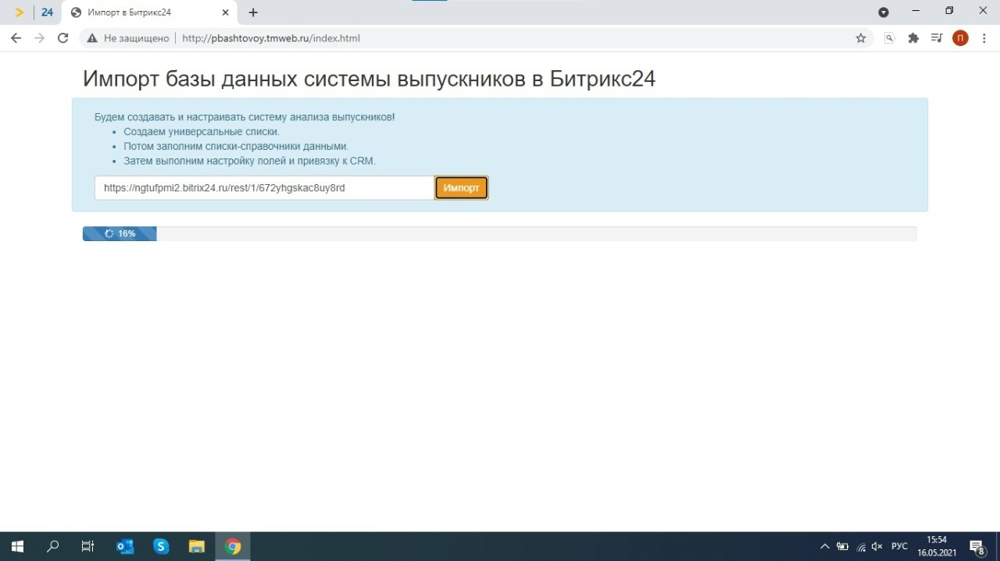 24
Импорт в Битрикс24
Не защищено
http://pbashtovoy.tmweb.ru/index.html
П
Импорт базы данных системы выпускников в Битрикс24
Будем создавать и настраивать систему анализа выпускников!
• Создаем универсальные списки.
• Потом заполним списки-справочники данными.
• Затем выполним настройку полей и привязку к CRM.
https://ngtufpmi2.bitrix24.ru/rest/1/672yhgskac8uy8rd
Импорт
16%
РУС
15:54
16.05.2021
8